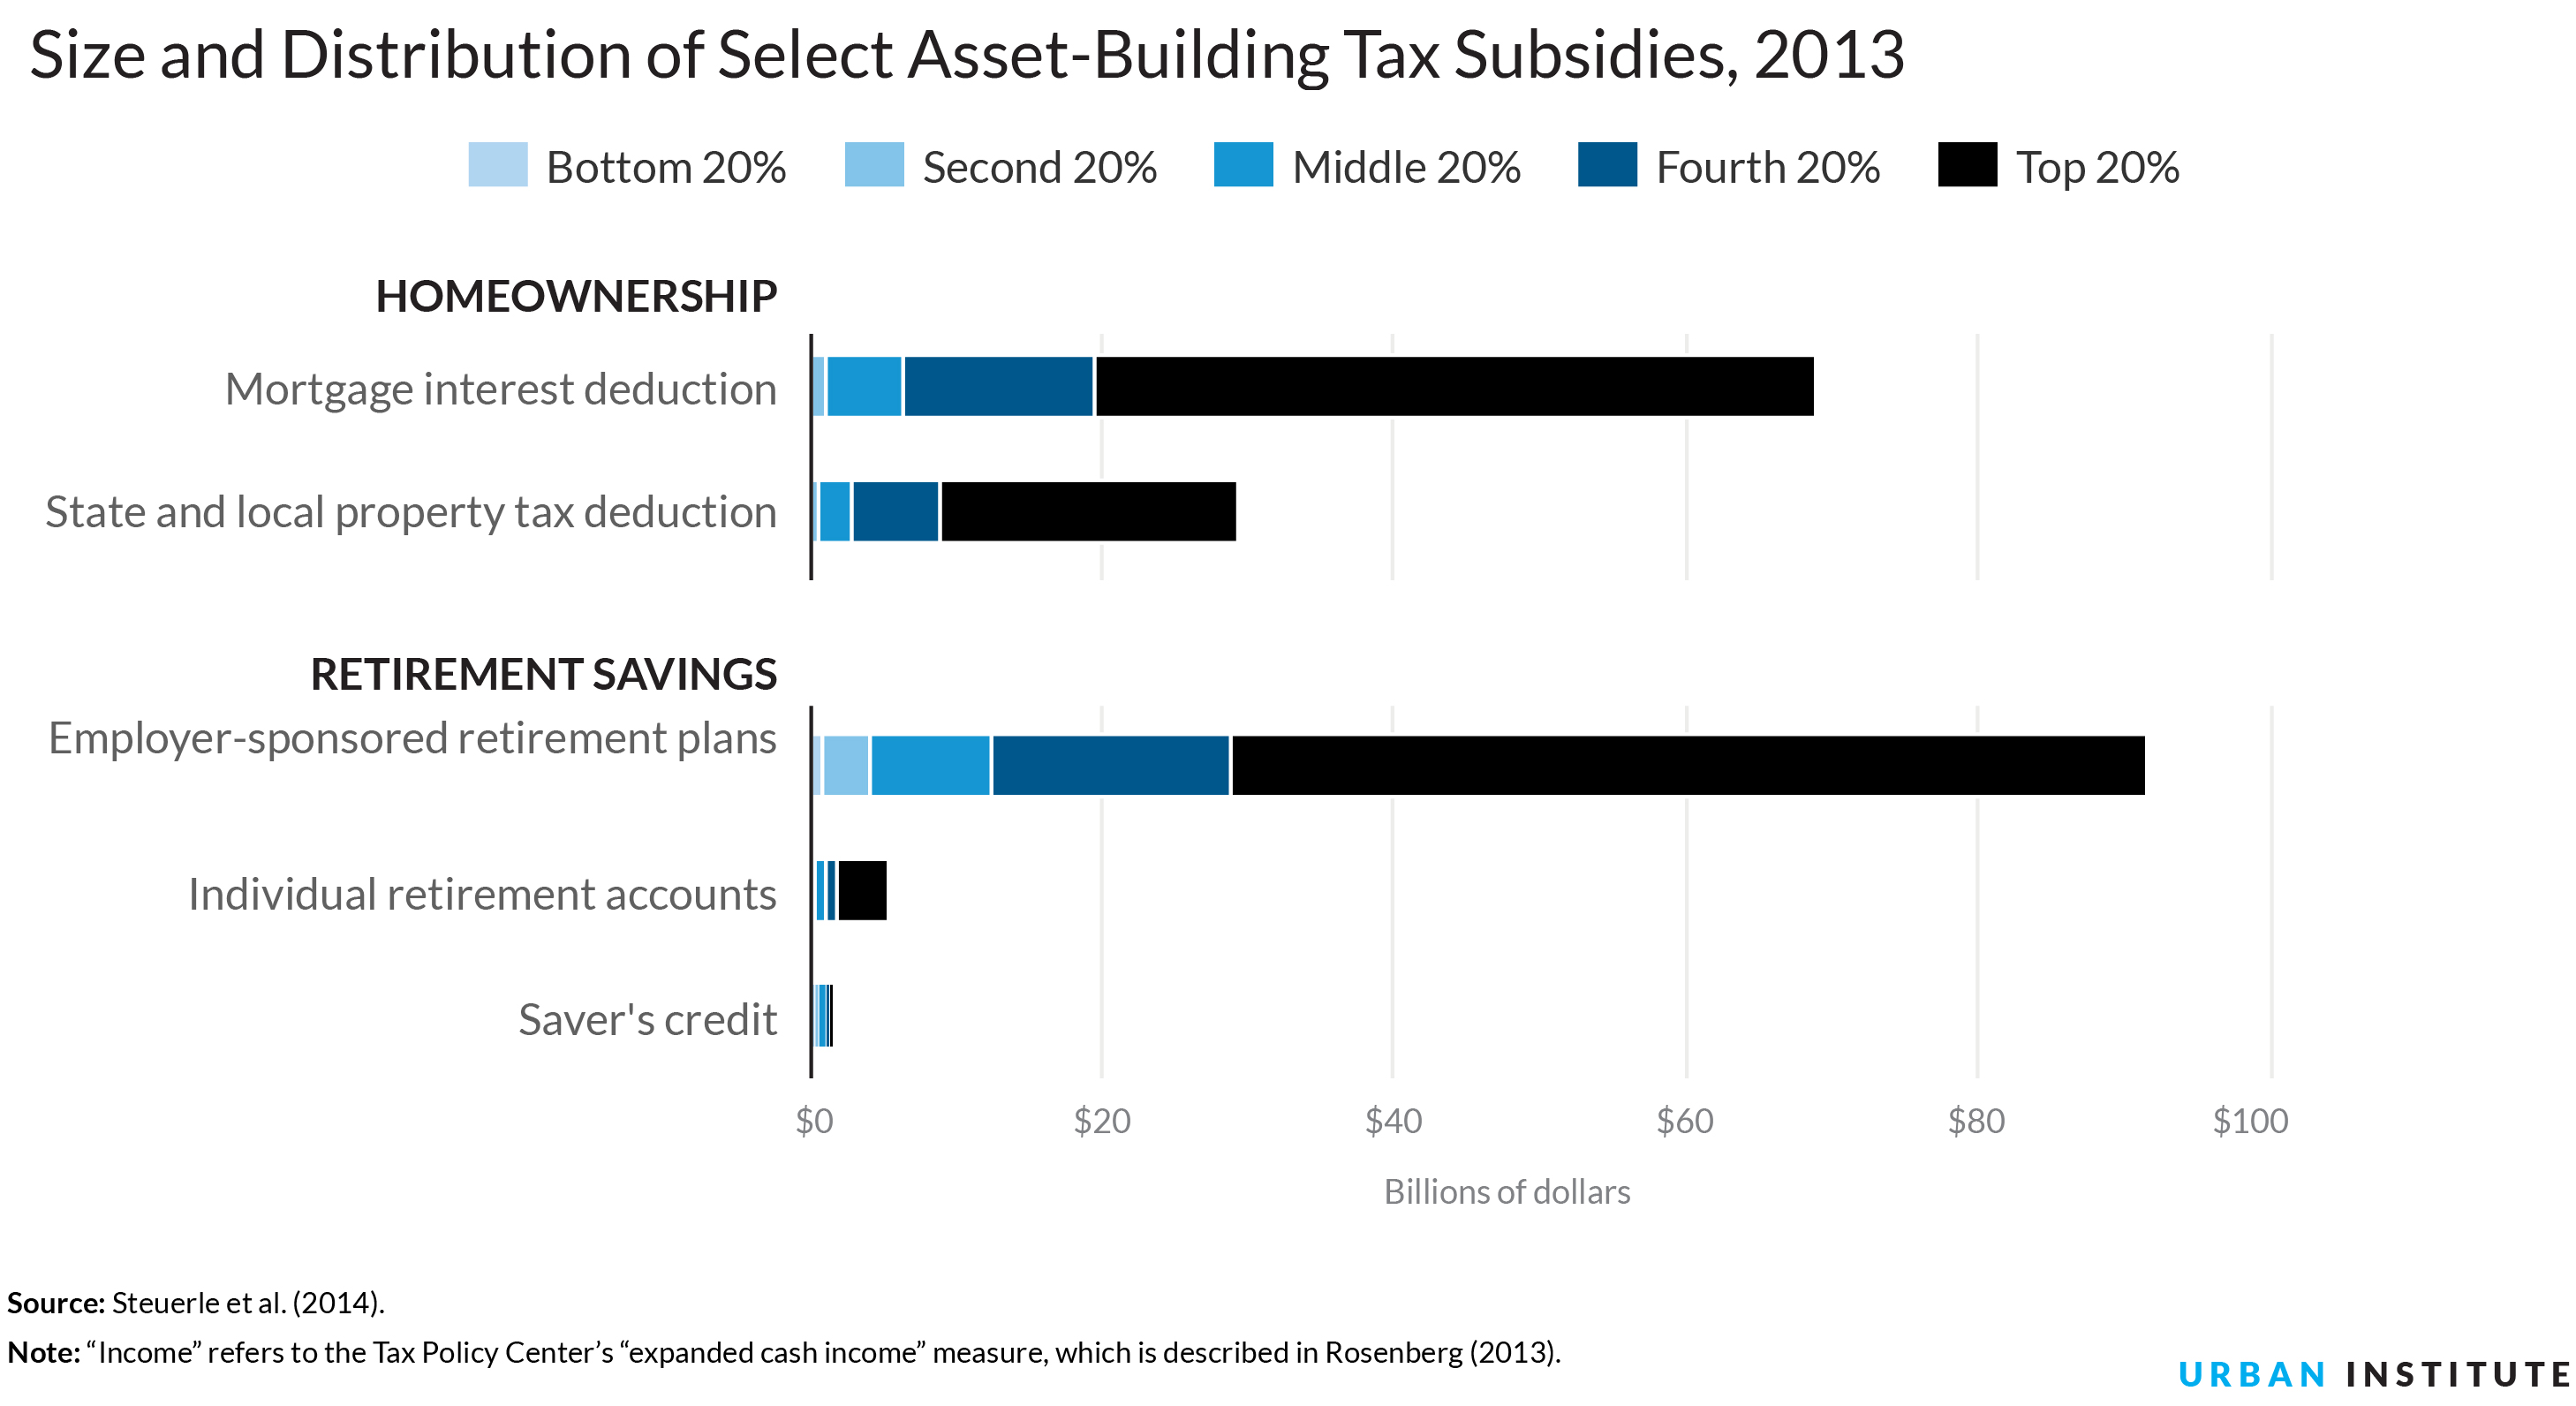 Size and Distribution of Select Asset-Building Tax Subsidies, 2013
Bottom 20% Second 20% Middle 20% Fourth 20% Top 20%
HOMEOWNERSHIP
Mortgage interest deduction
State and local property tax deduction
RETIREMENT SAVINGS
Employer-sponsored retirement plans
Individual retirement accounts
Saver's credit
$0 $20 $40 $60 $80 $100
Billions of dollars
Source: Steuerle et al. (2014).
Note: “Income” refers to the Tax Policy Center’s “expanded cash income” measure, which is described in Rosenberg (2013).
URBAN INSTITUTE